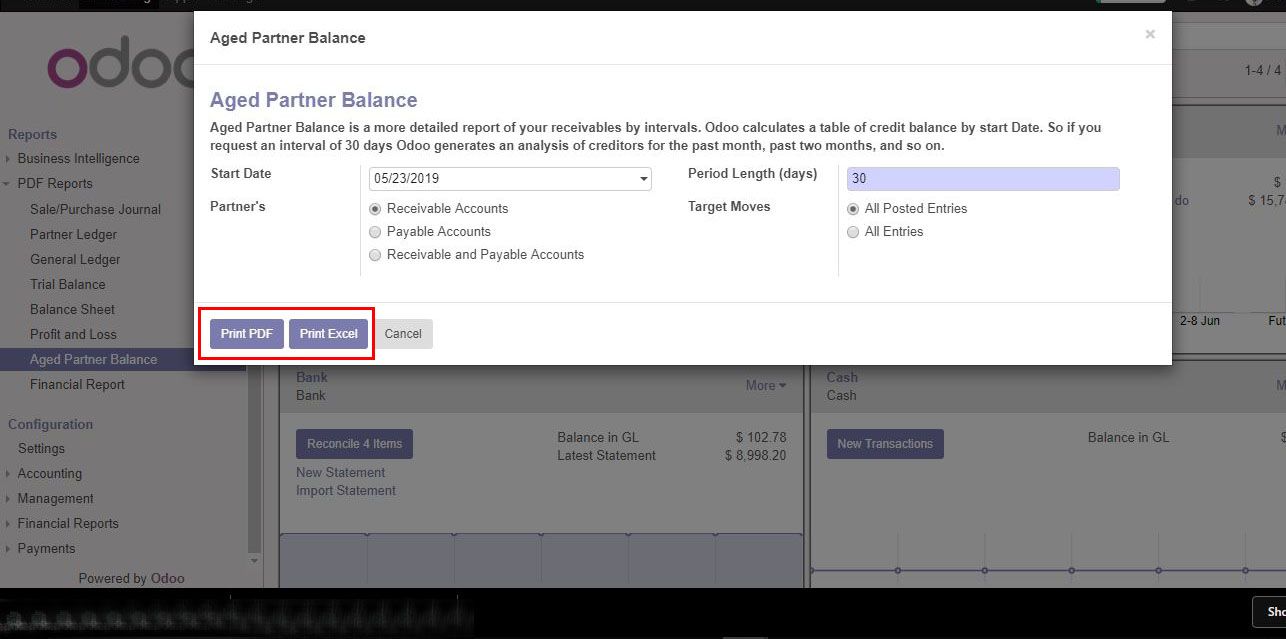 Aged Partner Balance
×
odoo
1-4 / 4
Aged Partner Balance
Aged Partner Balance is a more detailed report of your receivables by intervals. Odoo calculates a table of credit balance by start Date. So if you
request an interval of 30 days Odoo generates an analysis of creditors for the past month, past two months, and so on.
Start Date
05/23/2019
Period Length (days)
30
Partner's
Receivable Accounts
Payable Accounts
Receivable and Payable Accounts
Target Moves
All Posted Entries
All Entries
Print PDF
Print Excel
Cancel
Reports
Business Intelligence
PDF Reports
Sale/Purchase Journal
Partner Ledger
General Ledger
Trial Balance
Balance Sheet
Profit and Loss
Aged Partner Balance
Financial Report
Configuration
Settings
Accounting
Management
Financial Reports
Payments
Powered by Odoo
$
do
$ 15,7
2-8 Jun
Fut
Bank
Bank
More
Reconcile 4 Items
New Statement
Import Statement
Balance in GL $ 102.78
Latest Statement $ 8,998.20
Cash
Cash
M
New Transactions
Balance in GL
$
Sho